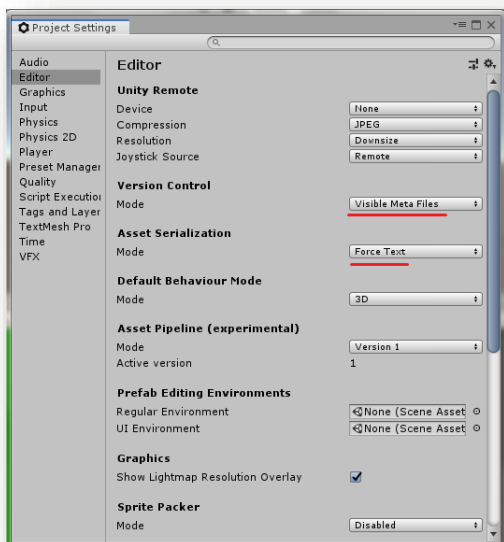 Project Settings
Audio
Editor
Graphics
Input
Physics
Physics 2D
Player
Preset Manager
Quality
Script Execution
Tags and Layer
TextMesh Pro
Time
VFX
Editor
Unity Remote
Device None
Compression JPEG
Resolution Downsize
Joystick Source Remote
Version Control
Mode Visible Meta Files
Asset Serialization
Mode Force Text
Default Behaviour Mode
Mode 3D
Asset Pipeline (experimental)
Mode Version 1
Active version 1
Prefab Editing Environments
Regular Environment None (Scene Asset
UI Environment None (Scene Asset
Graphics
Show Lightmap Resolution Overlay
Sprite Packer
Mode Disabled